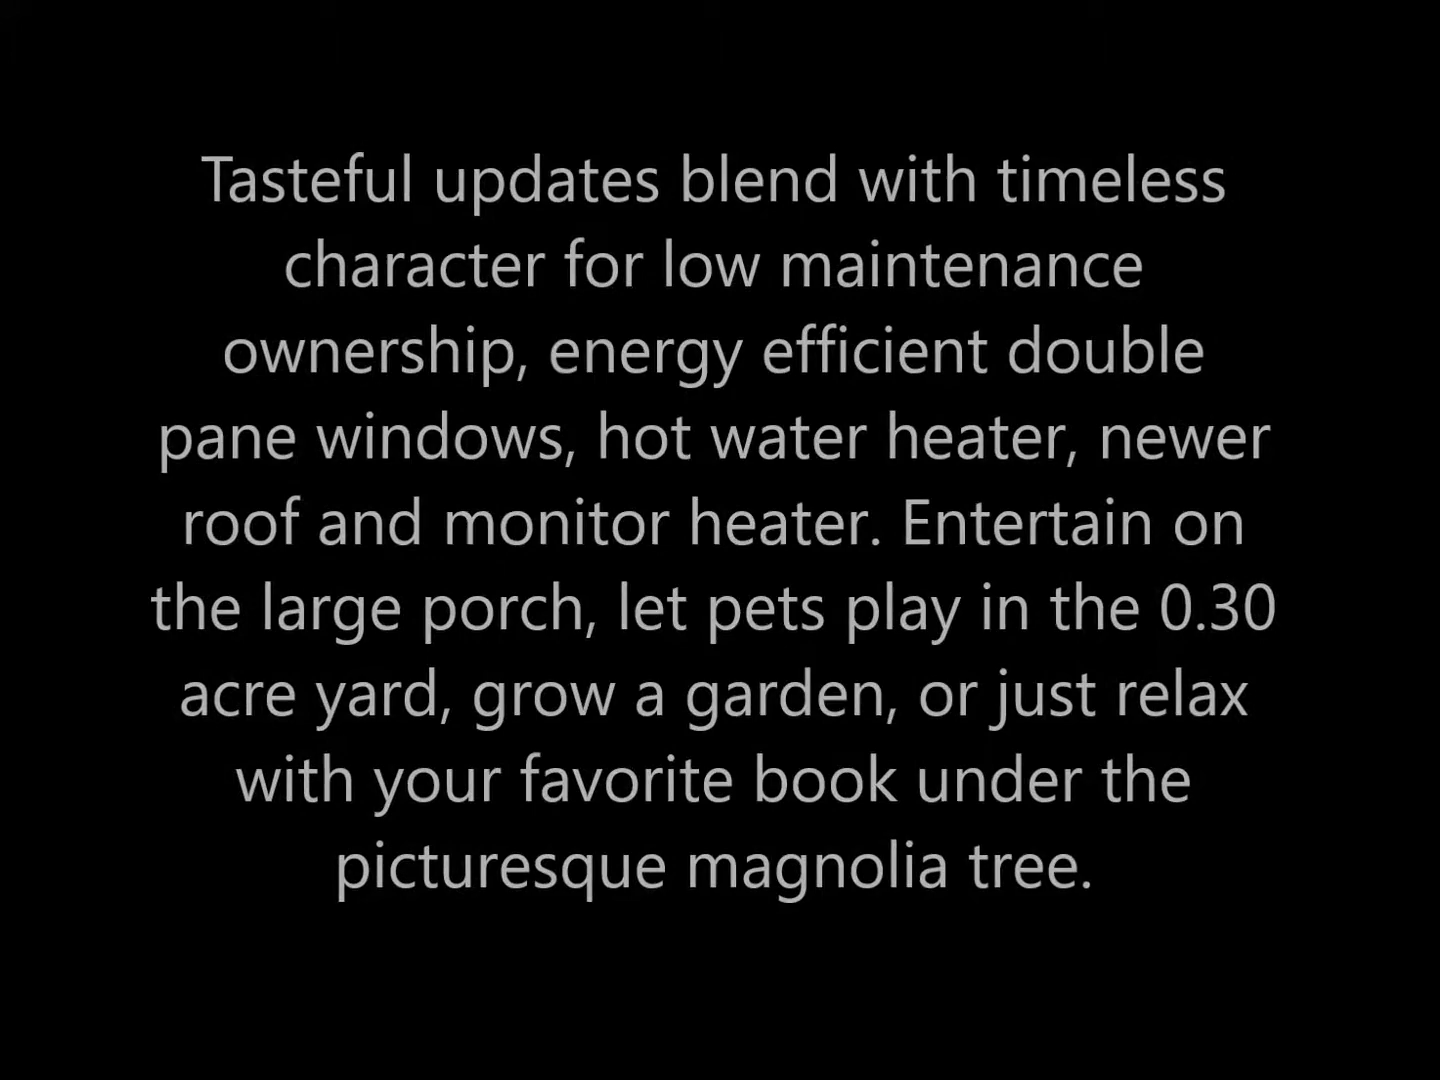 Tasteful updates blend with timeless
character for low maintenance
ownership, energy efficient double
pane windows, hot water heater, newer
roof and monitor heater. Entertain on
the large porch, let pets play in the 0.30
acre yard, grow a garden, or just relax
with your favorite book under the
picturesque magnolia tree.